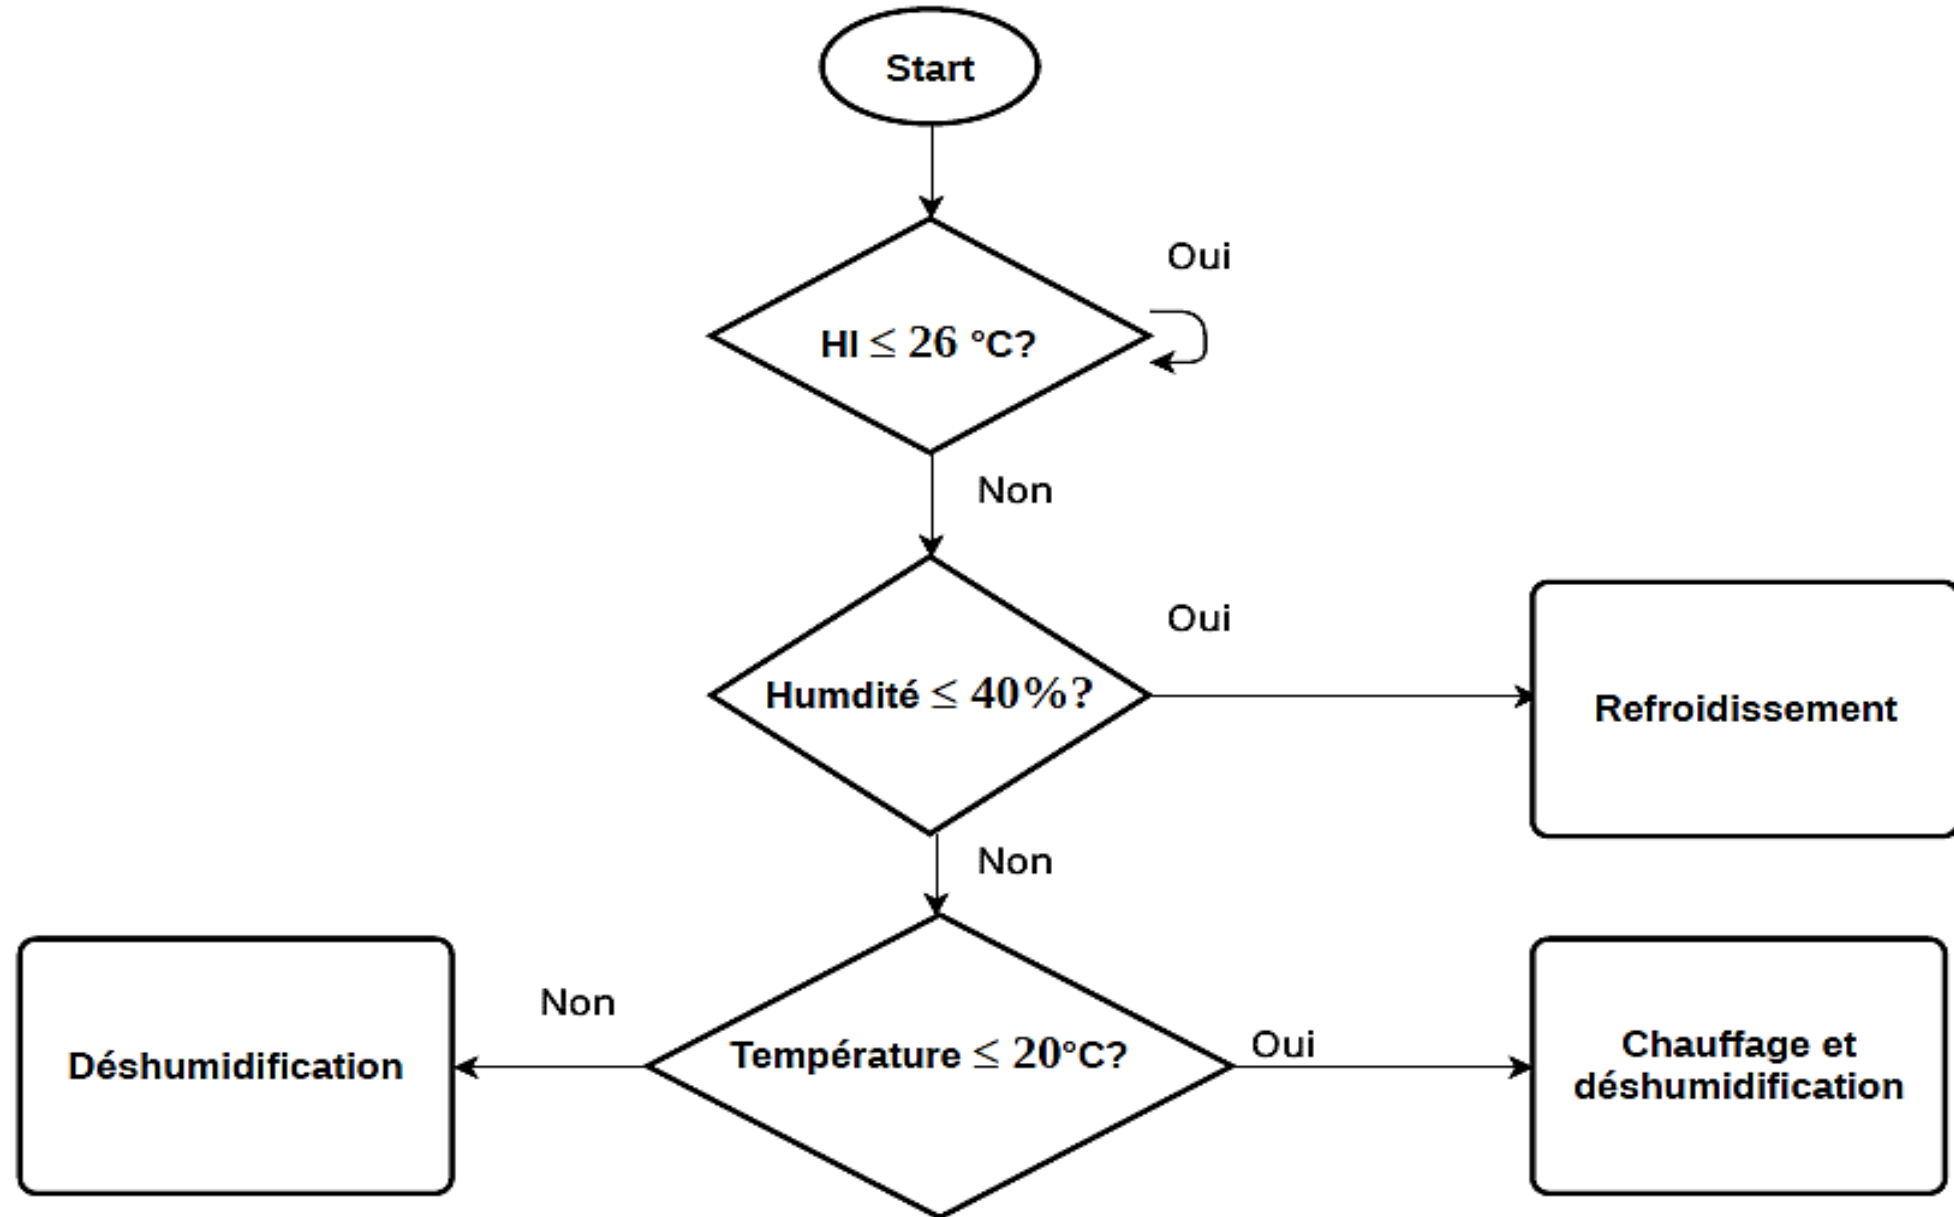 Start
Oui
HI ≤ 26 °C?
Non
Oui
Humdité ≤ 40%?
Refroidissement
Non
Non
Déshumidification
Température ≤ 20°C?
Oui
Chauffage et
déshumidification